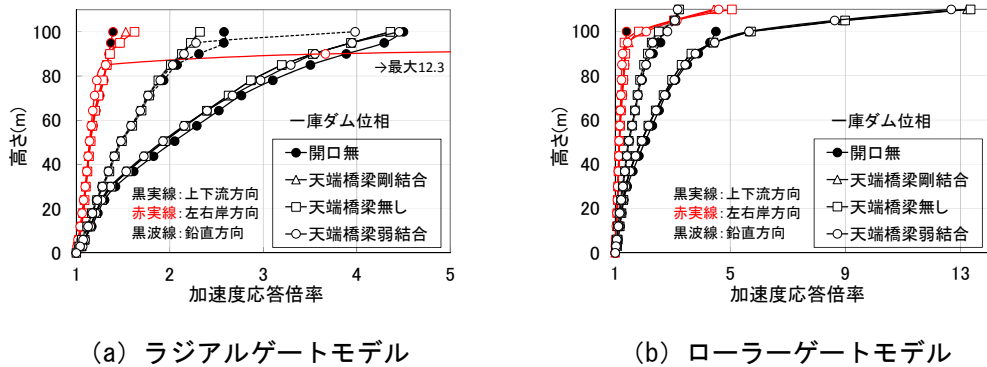 高さ(m)
120
100
80
60
40
20
0
1
2
3
4
5
加速度応答倍率
→最大12.3
一庫ダム位相
開口無
天端橋梁剛結合
天端橋梁無し
天端橋梁弱結合
黒実線：上下流方向
赤実線：左右岸方向
黒波線：鉛直方向
(a) ラジアルゲートモデル
高さ(m)
120
100
80
60
40
20
0
1
5
9
13
加速度応答倍率
一庫ダム位相
開口無
天端橋梁剛結合
天端橋梁無し
天端橋梁弱結合
黒実線：上下流方向
赤実線：左右岸方向
黒波線：鉛直方向
(b) ローラーゲートモデル